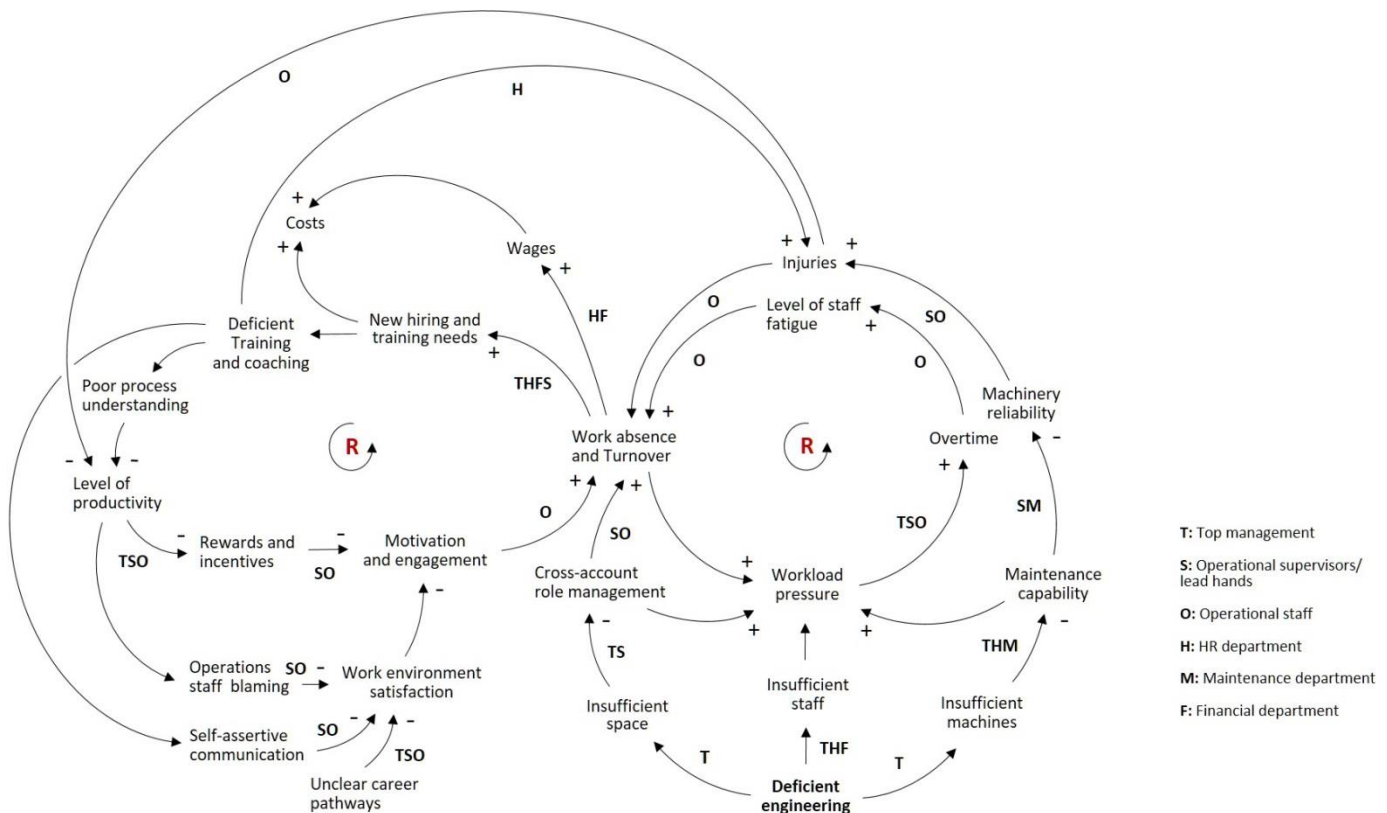 O
H
+
Costs
+
Wages
+
+
+
Injuries
O
Level of staff
fatigue
+
SO
HF
Deficient
Training
and coaching
New hiring and
training needs
+
O
O
THFS
Poor process
understanding
Machinery
reliability
-
+
R
Work absence
and Turnover
R
Overtime
+
-
-
Level of
productivity
+
+
SM
O
SO
TSO
-
TSO
Rewards and
incentives
-
SO
Motivation
and engagement
-
Cross-account
role management
-
+
Workload
pressure
+
+
Maintenance
capability
-
TS
THM
Operations
staff blaming
SO
-
Work environment
satisfaction
Insufficient
space
Insufficient
staff
Insufficient
machines
Self-assertive
communication
SO
-
-
TSO
Unclear career
pathways
T
THF
T
Deficient
engineering
T: Top management
S: Operational supervisors/
lead hands
O: Operational staff
H: HR department
M: Maintenance department
F: Financial department